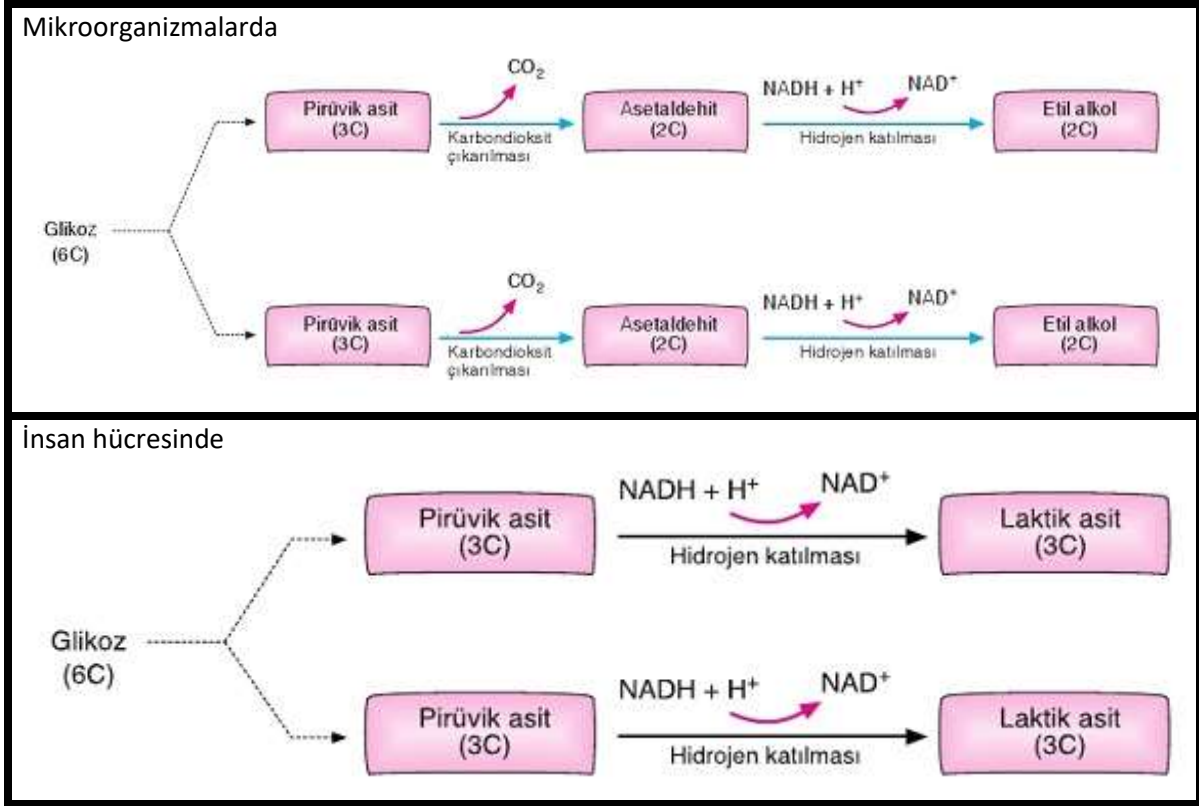 Mikroorganizmalarda
CO2
NADH + H+
NAD+
Pirüvik asit
(3C)
Karbondioksit
çıkarılması
Asetaldehit
(2C)
Hidrojen katılması
Etil alkol
(2C)
Glikoz
(6C)
CO2
NADH + H+
NAD+
Pirüvik asit
(3C)
Karbondioksit
çıkarılması
Asetaldehit
(2C)
Hidrojen katılması
Etil alkol
(2C)
İnsan hücresinde
NADH + H+
NAD+
Pirüvik asit
(3C)
Hidrojen katılması
Laktik asit
(3C)
Glikoz
(6C)
NADH + H+
NAD+
Pirüvik asit
(3C)
Hidrojen katılması
Laktik asit
(3C)